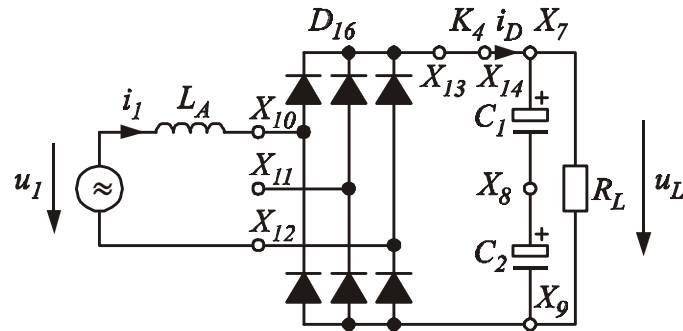 D16 K4 iD X7
X13 X14
i1 LA X10 C1 +
u1 ≈ X11 X8 RL uL
X12 C2 +
X9